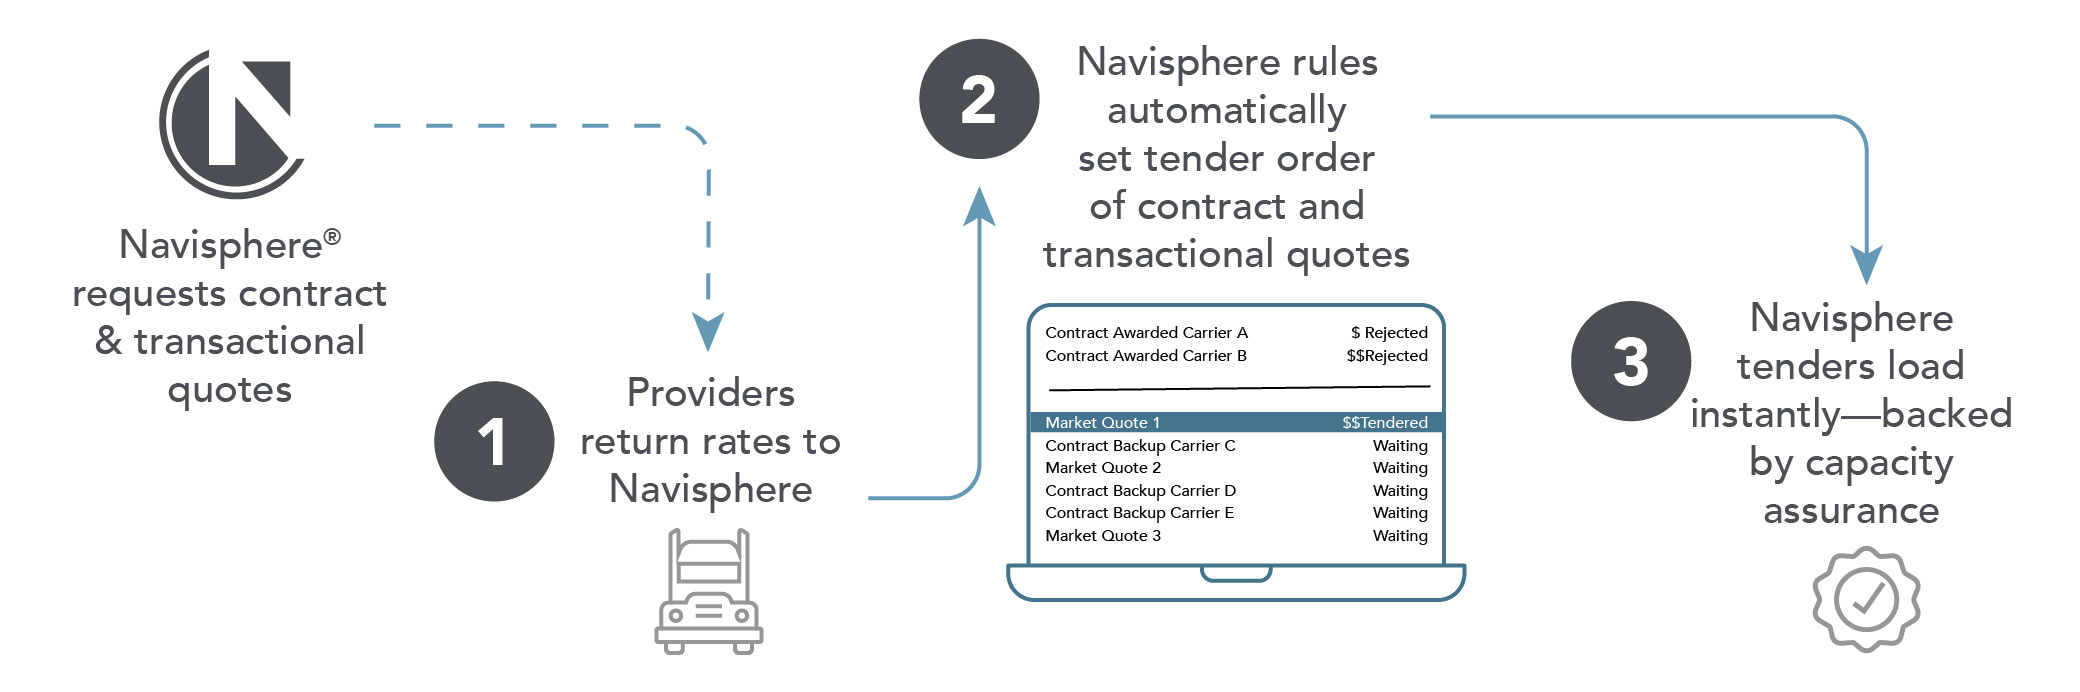 Navisphere®
requests contract
& transactional
quotes
1
Providers
return rates to
Navisphere
2
Navisphere rules
automatically
set tender order
of contract and
transactional quotes
Contract Awarded Carrier A $ Rejected
Contract Awarded Carrier B $$Rejected
Market Quote 1 $$Tendered
Contract Backup Carrier C Waiting
Market Quote 2 Waiting
Contract Backup Carrier D Waiting
Contract Backup Carrier E Waiting
Market Quote 3 Waiting
3
Navisphere
tenders load
instantly—backed
by capacity
assurance